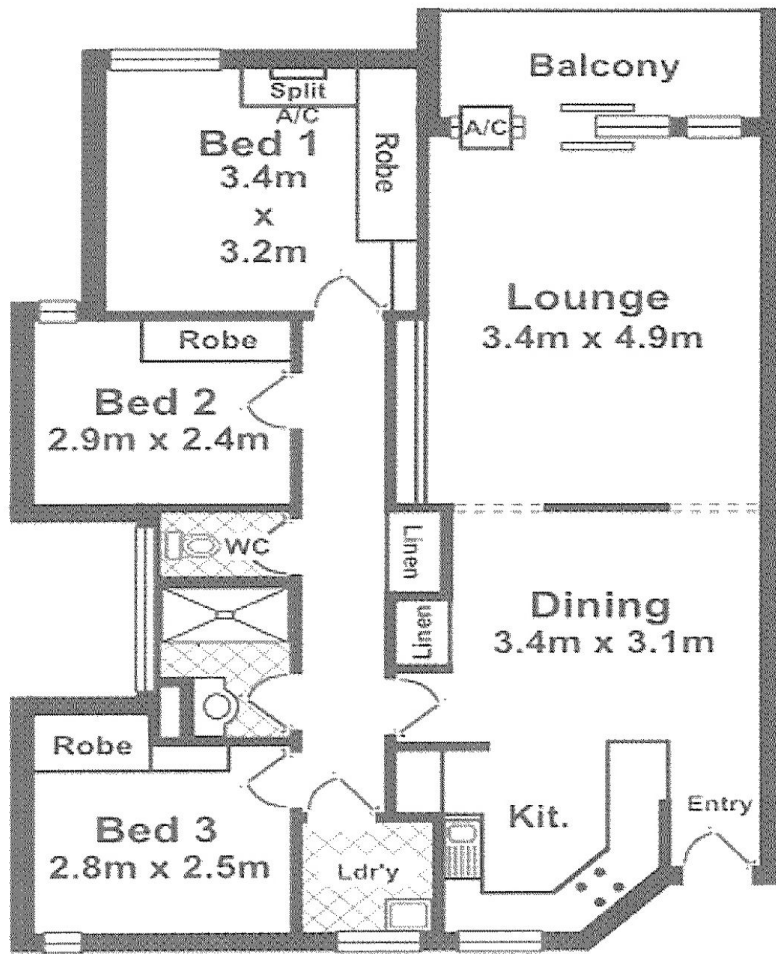 Balcony
Split
A/C
A/C
Bed 1
3.4m
x
3.2m
Robe
Lounge
3.4m x 4.9m
Robe
Bed 2
2.9m x 2.4m
WC
Linen
Linen
Dining
3.4m x 3.1m
Robe
Bed 3
2.8m x 2.5m
Ldr'y
Kit.
Entry